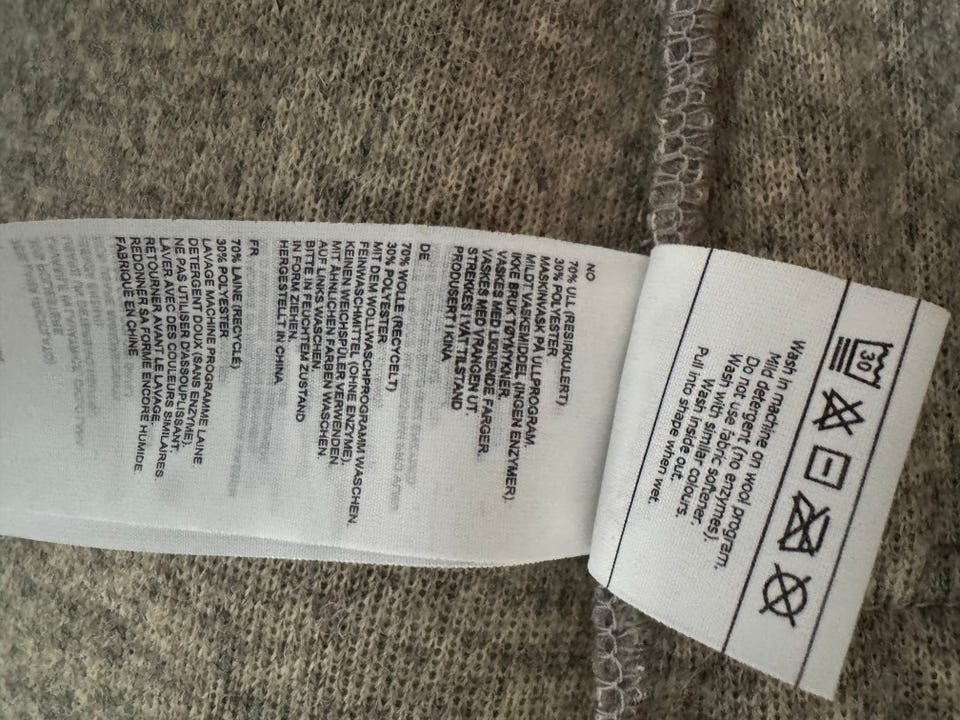 30
Wash in machine on wool program.
Mild detergent (no enzymes).
Do not use fabric softener.
Wash with similar colours.
Wash inside out.
Pull into shape when wet.
NO
70% ULL (RESIRKULERT)
30% POLYESTER
MASKINVASK PÅ ULLPROGRAM.
MILDT VASKEMIDDEL (INGEN ENZYMER).
IKKE BRUK TØYMYKNER.
VASKES MED LIGNENDE FARGER.
VASKES MED VRANGEN UT.
STREKKES I VÅT TILSTAND
PRODUSERT I KINA
DE
70% WOLLE (RECYCELT)
30% POLYESTER
MIT DEM WOLLWASCHPROGRAMM WASCHEN.
FEINWASCHMITTEL (OHNE ENZYME).
KEINEN WEICHSPÜLER VERWENDEN.
MIT ÄHNLICHEN FARBEN WASCHEN.
AUF LINKS WASCHEN.
BITTE IN FEUCHTEM ZUSTAND
IN FORM ZIEHEN.
HERGESTELLT IN CHINA
FR
70% LAINE (RECYCLÉ)
30% POLYESTER
LAVAGE MACHINE PROGRAMME LAINE.
DETERGENT DOUX (SANS ENZYME).
NE PAS UTILISER D'ASSOUPLISSANT.
LAVER AVEC DES COULEURS SIMILAIRES.
RETOURNER AVANT LE LAVAGE.
REDONNER SA FORME ENCORE HUMIDE
FABRIQUÉ EN CHINE